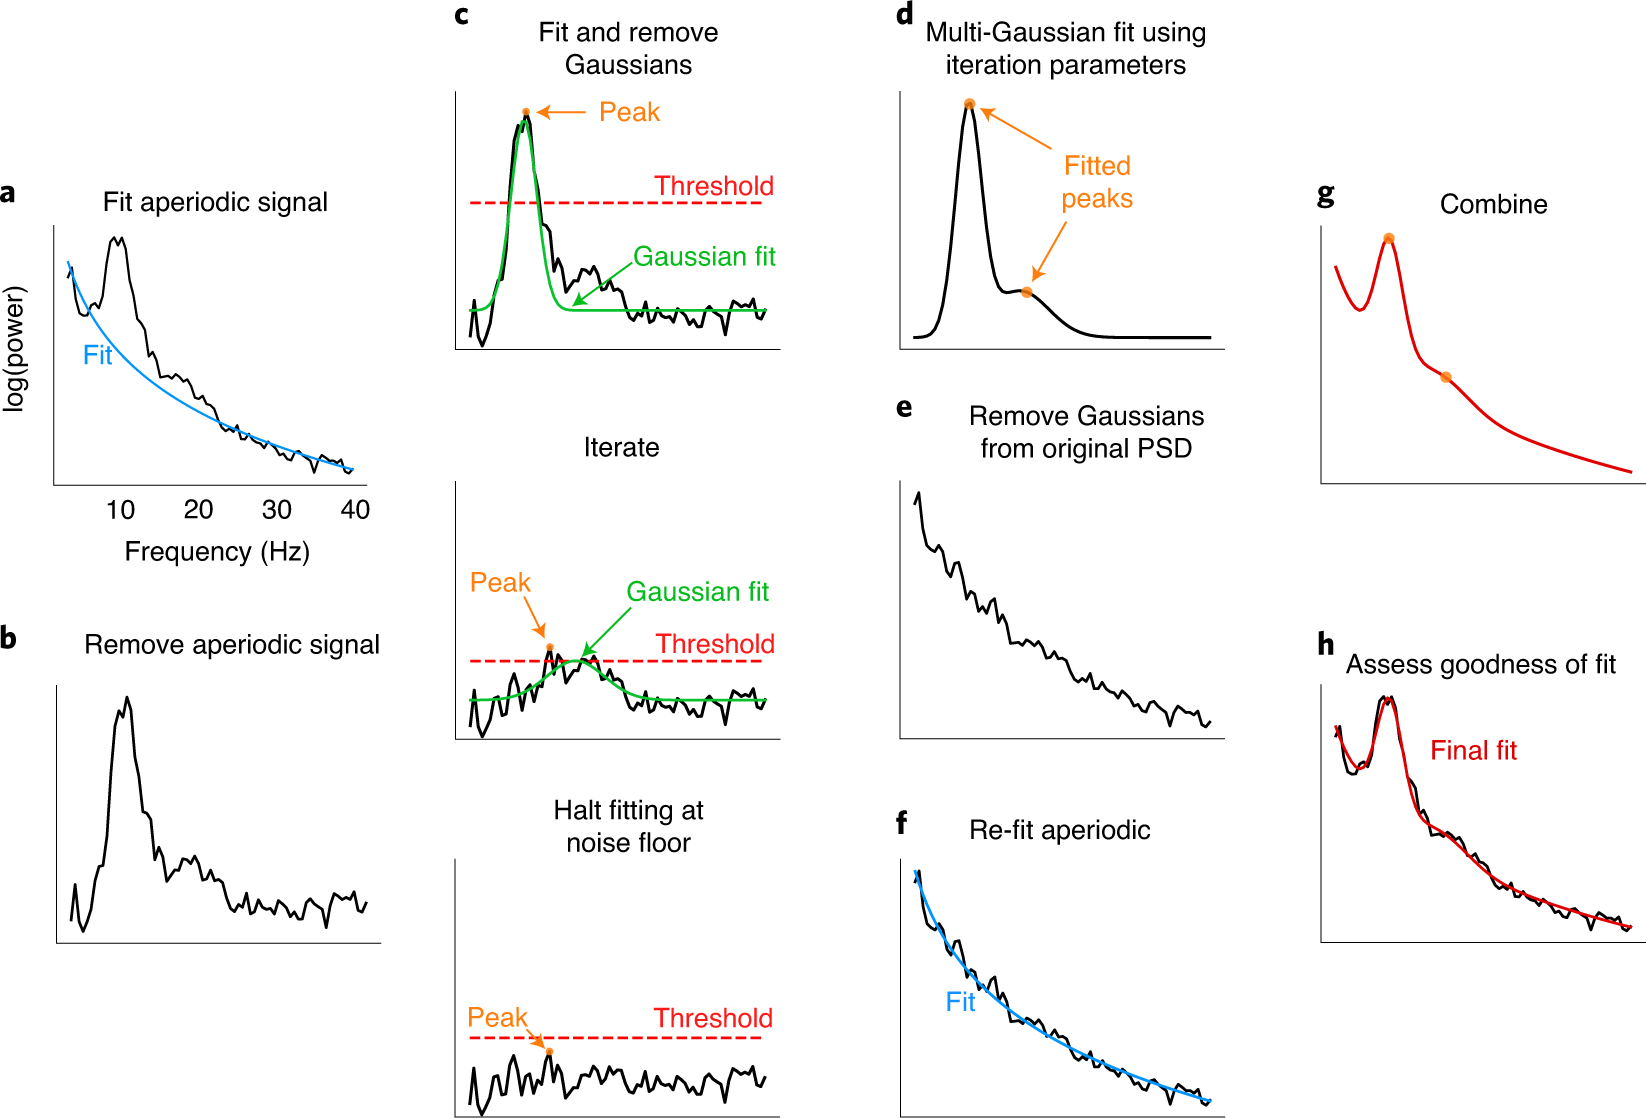 a
Fit aperiodic signal
log(power)
Fit
10 20 30 40
Frequency (Hz)
b
Remove aperiodic signal
c
Fit and remove
Gaussians
Peak
Threshold
Gaussian fit
Iterate
Peak
Gaussian fit
Threshold
Halt fitting at
noise floor
Peak
Threshold
d
Multi-Gaussian fit using
iteration parameters
Fitted
peaks
e
Remove Gaussians
from original PSD
f
Re-fit aperiodic
Fit
g
Combine
h
Assess goodness of fit
Final fit